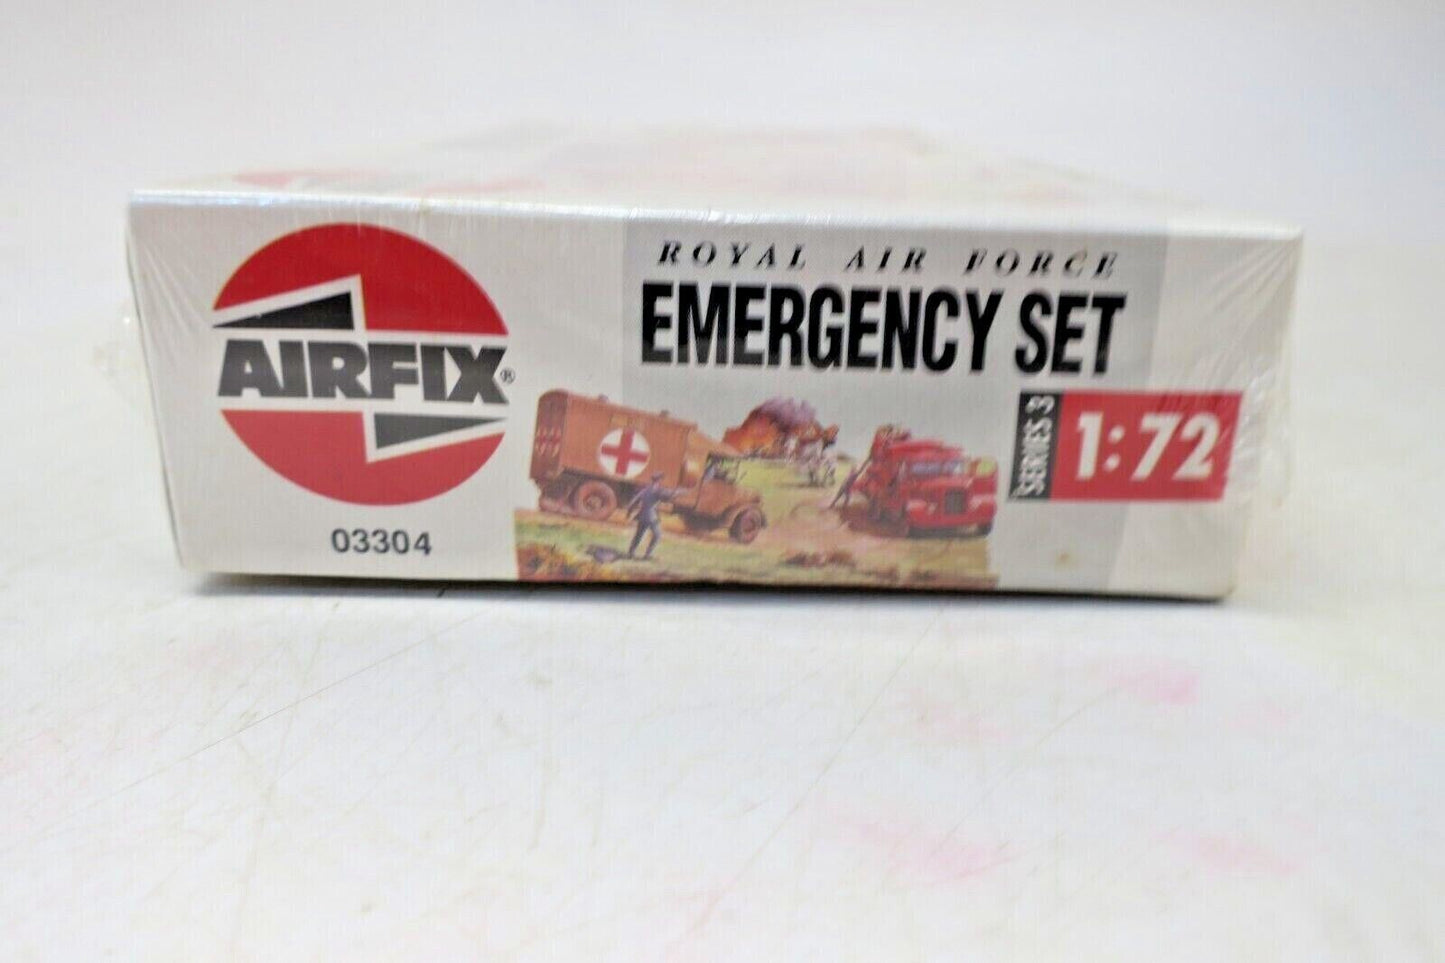 AIRFIX®
03304
ROYAL AIR FORCE
EMERGENCY SET
SERIES 3
1:72